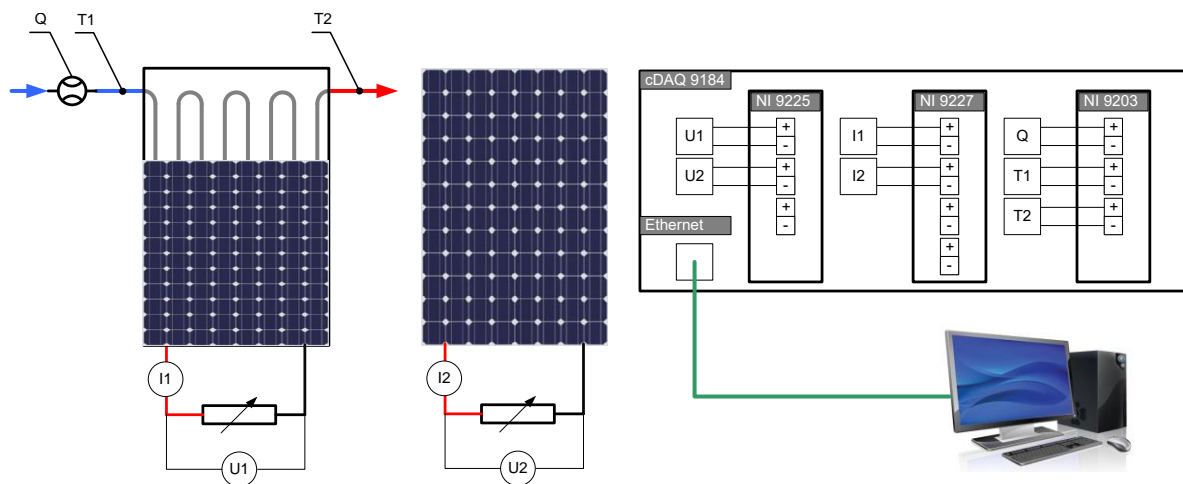 Q
T1
T2
I1
U1
I2
U2
cDAQ 9184
NI 9225
NI 9227
NI 9203
U1
+
-
U2
+
-
+
-
I1
+
-
I2
+
-
+
-
+
-
Q
+
-
T1
+
-
T2
+
-
Ethernet